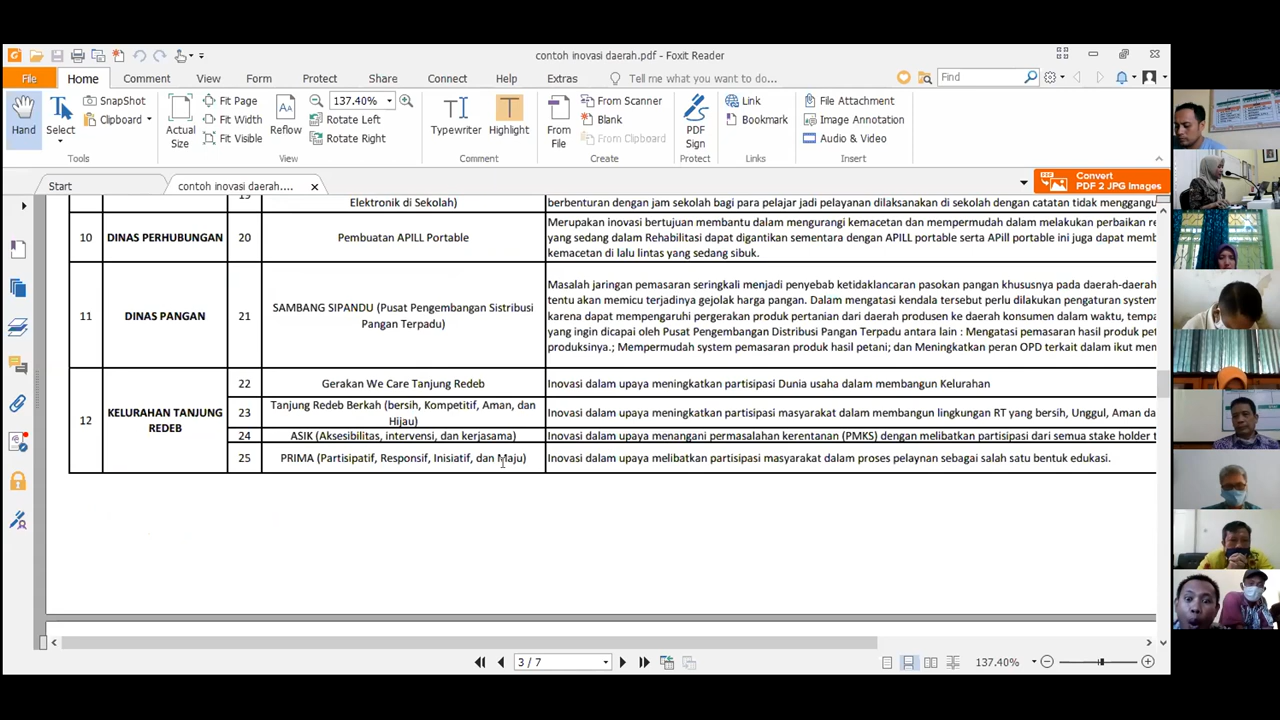 contoh inovasi daerah.pdf - Foxit Reader
File Home Comment View Form Protect Share Connect Help Extras Tell me what you want to do... Find
Hand
Select
SnapShot
Clipboard
Actual Size
Fit Page
Fit Width
Fit Visible
Reflow
137.40%
Rotate Left
Rotate Right
Typewriter
Highlight
From File
From Scanner
Blank
From Clipboard
PDF Sign
Link
Bookmark
File Attachment
Image Annotation
Audio & Video
Tools View Comment Create Protect Links Insert
Start
contoh inovasi daerah....
Convert
PDF 2 JPG Images
19
Elektronik di Sekolah)
berbenturan dengan jam sekolah bagi para pelajar jadi pelayanan dilaksanakan di sekolah dengan catatan tidak menggangu
10 DINAS PERHUBUNGAN 20 Pembuatan APILL Portable
Merupakan inovasi bertujuan membantu dalam mengurangi kemacetan dan mempermudah dalam melakukan perbaikan re
yang sedang dalam Rehabilitasi dapat digantikan sementara dengan APILL portable serta APill portable ini juga dapat memb
kemacetan di lalu lintas yang sedang sibuk.
11 DINAS PANGAN 21
SAMBANG SIPANDU (Pusat Pengembangan Sistribusi
Pangan Terpadu)
Masalah jaringan pemasaran seringkali menjadi penyebab ketidaklancaran pasokan pangan khususnya pada daerah-daerah
tentu akan memicu terjadinya gejolak harga pangan. Dalam mengatasi kendala tersebut perlu dilakukan pengaturan system
karena dapat mempengaruhi pergerakan produk pertanian dari daerah produsen ke daerah konsumen dalam waktu, tempa
yang ingin dicapai oleh Pusat Pengembangan Distribusi Pangan Terpadu antara lain : Mengatasi pemasaran hasil produk pet
produksinya.; Mempermudah system pemasaran produk hasil petani; dan Meningkatkan peran OPD terkait dalam ikut men
12
KELURAHAN TANJUNG
REDEB
22 Gerakan We Care Tanjung Redeb Inovasi dalam upaya meningkatkan partisipasi Dunia usaha dalam membangun Kelurahan
23
Tanjung Redeb Berkah (bersih, Kompetitif, Aman, dan
Hijau)
Inovasi dalam upaya meningkatkan partisipasi masyarakat dalam membangun lingkungan RT yang bersih, Unggul, Aman da
24 ASIK (Aksesibilitas, intervensi, dan kerjasama) Inovasi dalam upaya menangani permasalahan kerentanan (PMKS) dengan melibatkan partisipasi dari semua stake holder t
25 PRIMA (Partisipatif, Responsif, Inisiatif, dan Maju) Inovasi dalam upaya melibatkan partisipasi masyarakat dalam proses pelaynan sebagai salah satu bentuk edukasi.
3 / 7
137.40%